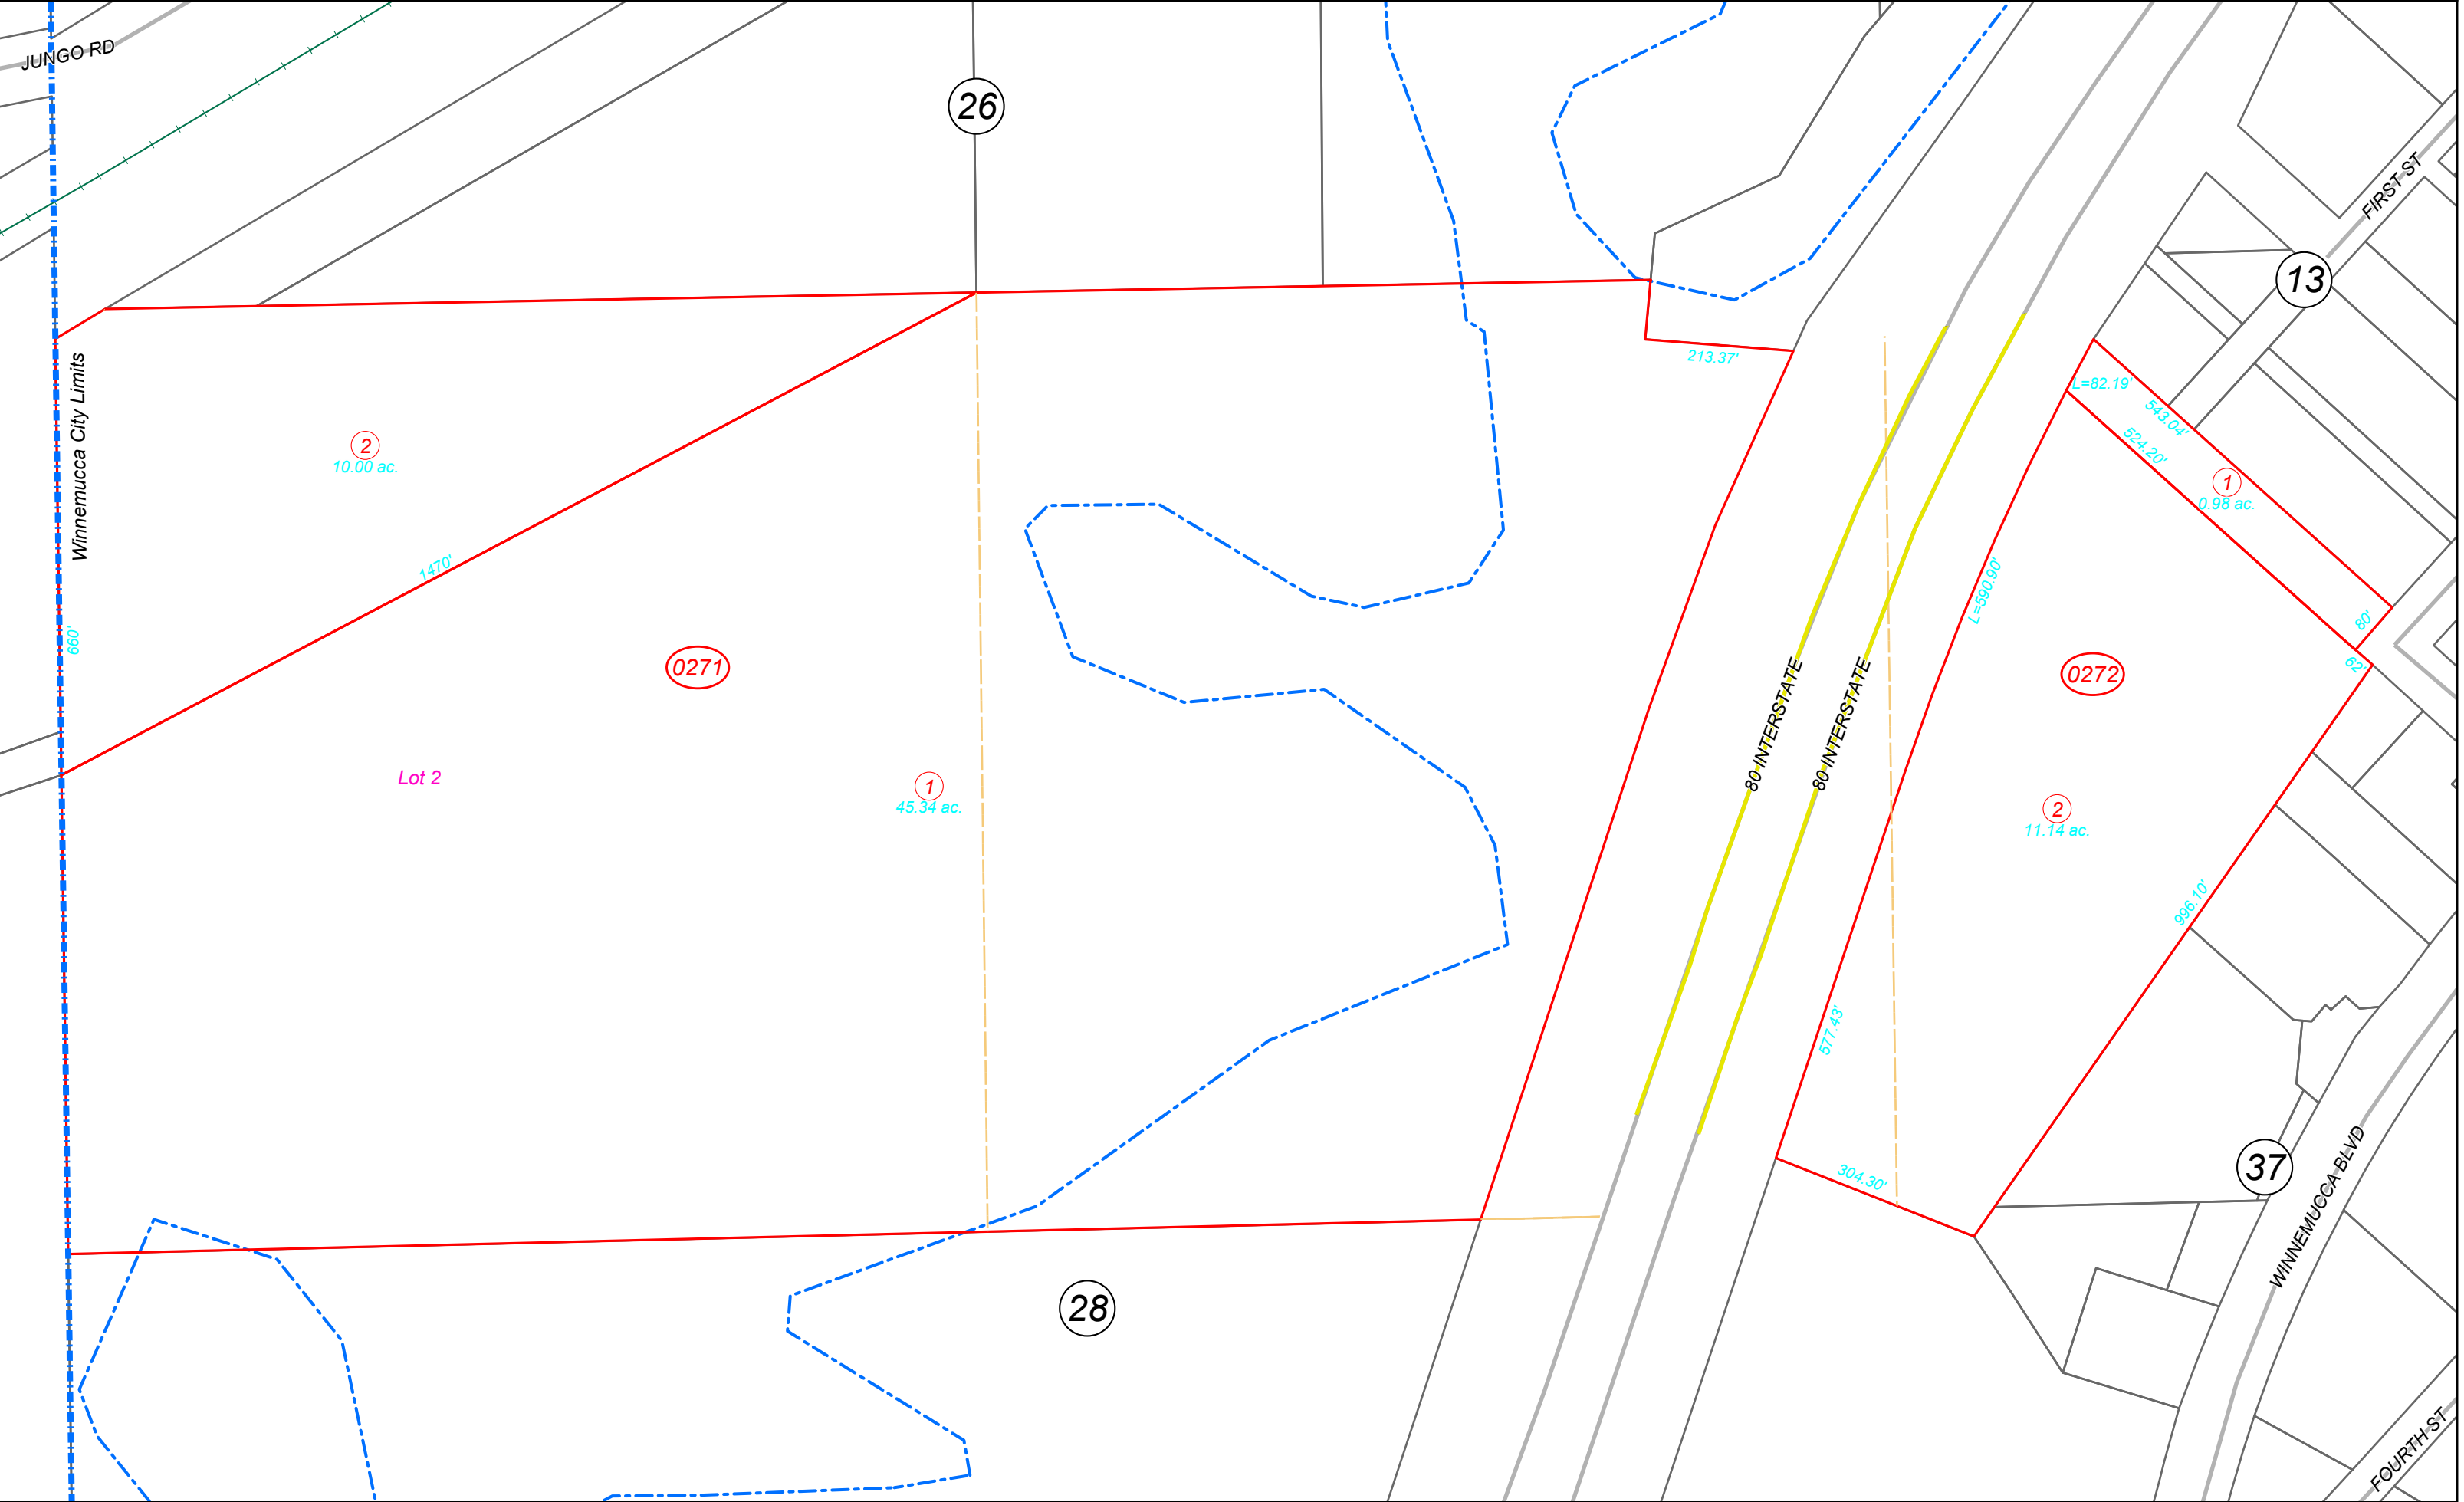 JUNGO RD
26
FIRST ST
13
213.37'
L=82.19'
543.04'
524.20'
Winnemucca City Limits
2
10.00 ac.
1
0.98 ac.
1470'
L=590.90'
80'
660'
0271
80 INTERSTATE
80 INTERSTATE
0272
62'
Lot 2
1
45.34 ac.
2
11.14 ac.
996.10'
577.43'
304.30'
37
WINNEMUCCA BLVD
28
FOURTH ST